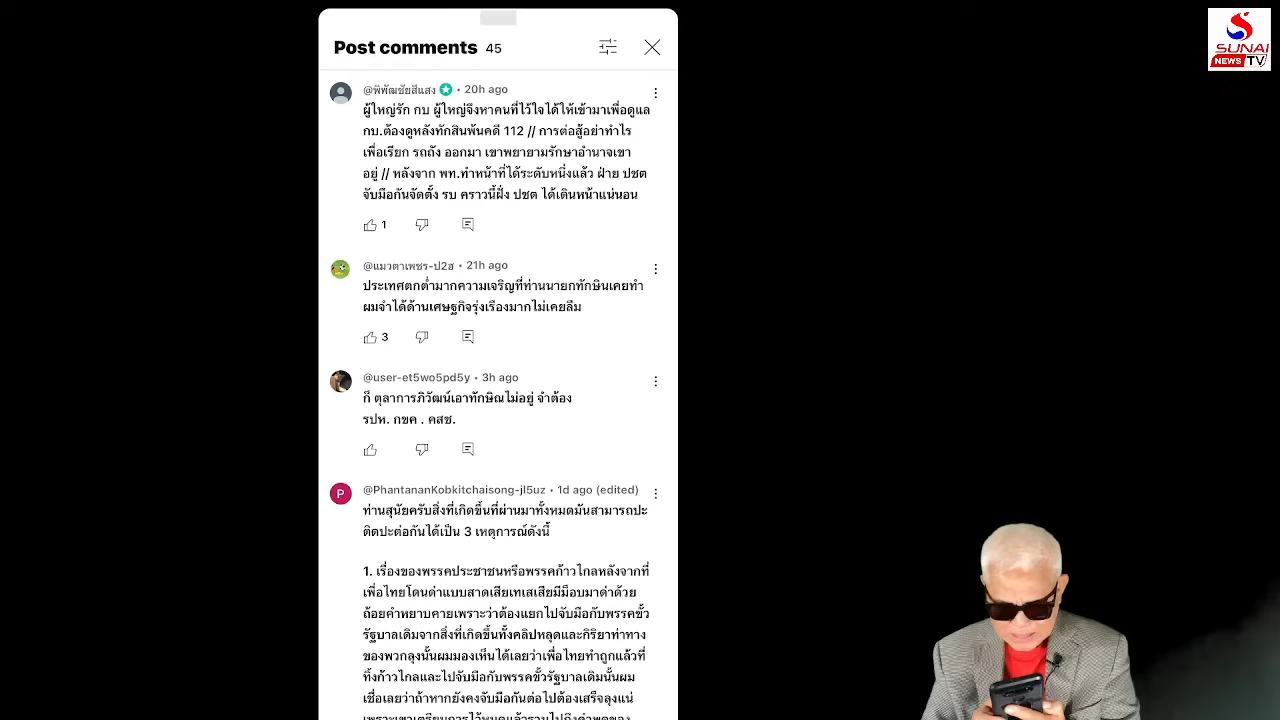 SUNAI
NEWS TV
Post comments 45
@พิพัฒชัยสีแสง • 20h ago
ผู้ใหญ่รัก กบ ผู้ใหญ่จึงหาคนที่ไว้ใจได้ให้เข้ามาเพื่อดูแล
กบ.ต้องดูหลังทักสินพ้นคดี 112 // การต่อสู้อย่าทำไร
เพื่อเรียก รถถัง ออกมา เขาพยายามรักษาอำนาจเขา
อยู่ // หลังจาก พท.ทำหน้าที่ได้ระดับหนึ่งแล้ว ฝ่าย ปชต
จับมือกันจัดตั้ง รบ คราวนี้ฝั่ง ปชต ได้เดินหน้าแน่นอน
1
@แมวตาเพชร-ป2ฮ • 21h ago
ประเทศตกต่ำมากความเจริญที่ท่านนายกทักษินเคยทำ
ผมจำได้ด้านเศษฐกิจรุ่งเรืองมากไม่เคยลืม
3
@user-et5wo5pd5y • 3h ago
ก็ ตุลาการภิวัฒน์เอาทักษิณไม่อยู่ จำต้อง
รปห. กขค . คสช.
P
@PhantananKobkitchaisong-jl5uz • 1d ago (edited)
ท่านสุนัยครับสิ่งที่เกิดขึ้นที่ผ่านมาทั้งหมดมันสามารถปะ
ติดปะต่อกันได้เป็น 3 เหตุการณ์ดังนี้
1. เรื่องของพรรคประชาชนหรือพรรคก้าวไกลหลังจากที่
เพื่อไทยโดนด่าแบบสาดเสียเทเสเสียมีม็อบมาด่าด้วย
ถ้อยคำหยาบคายเพราะว่าต้องแยกไปจับมือกับพรรคขั้ว
รัฐบาลเดิมจากสิ่งที่เกิดขึ้นทั้งคลิปหลุดและกิริยาท่าทาง
ของพวกลุงนั้นผมมองเห็นได้เลยว่าเพื่อไทยทำถูกแล้วที่
ทิ้งก้าวไกลและไปจับมือกับพรรคขั้วรัฐบาลเดิมนั้นผม
เชื่อเลยว่าถ้าหากยังคงจับมือกันต่อไปต้องเสร็จลุงแน่